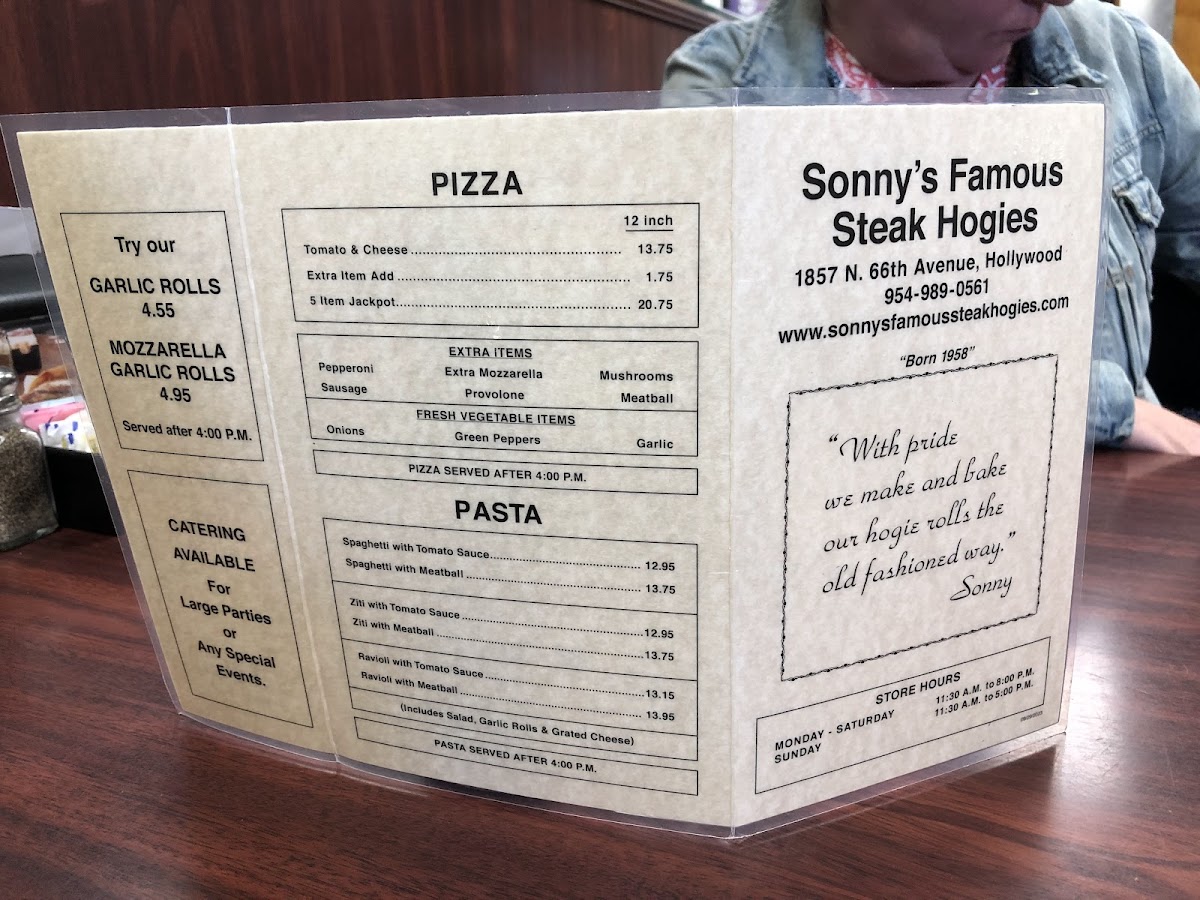 Try our
GARLIC ROLLS
4.55
MOZZARELLA
GARLIC ROLLS
4.95
Served after 4:00 P.M.
CATERING
AVAILABLE
For
Large Parties
or
Any Special
Events.
PIZZA
12 inch
Tomato & Cheese 13.75
Extra Item Add 1.75
5 Item Jackpot 20.75
EXTRA ITEMS
Pepperoni Extra Mozzarella Mushrooms
Sausage Provolone Meatball
FRESH VEGETABLE ITEMS
Onions Green Peppers Garlic
PIZZA SERVED AFTER 4:00 P.M.
PASTA
Spaghetti with Tomato Sauce 12.95
Spaghetti with Meatball 13.75
Ziti with Tomato Sauce 12.95
Ziti with Meatball 13.75
Ravioli with Tomato Sauce 13.15
Ravioli with Meatball 13.95
(Includes Salad, Garlic Rolls & Grated Cheese)
PASTA SERVED AFTER 4:00 P.M.
Sonny's Famous
Steak Hogies
1857 N. 66th Avenue, Hollywood
954-989-0561
www.sonnysfamoussteakhogies.com
"Born 1958"
"With pride
we make and bake
our hogie rolls the
old fashioned way."
Sonny
STORE HOURS
MONDAY - SATURDAY 11:30 A.M. to 8:00 P.M.
SUNDAY 11:30 A.M. to 5:00 P.M.